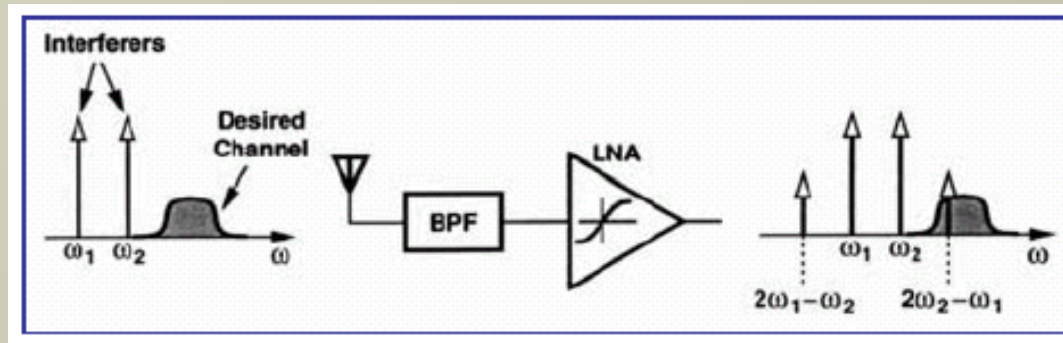 Interferers
Desired
Channel
ω₁ ω₂ ω
BPF
LNA
ω₁ ω₂ ω
2ω₁−ω₂ 2ω₂−ω₁